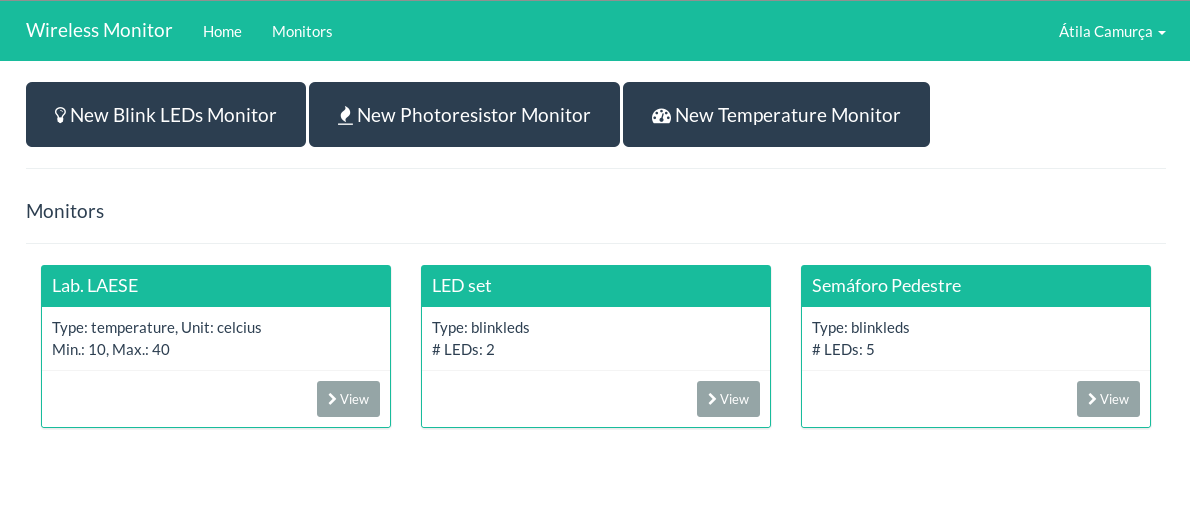 Wireless Monitor Home Monitors Átila Camurça
New Blink LEDs Monitor New Photoresistor Monitor New Temperature Monitor
Monitors
Lab. LAESE
Type: temperature, Unit: celcius
Min.: 10, Max.: 40
View
LED set
Type: blinkleds
# LEDs: 2
View
Semáforo Pedestre
Type: blinkleds
# LEDs: 5
View